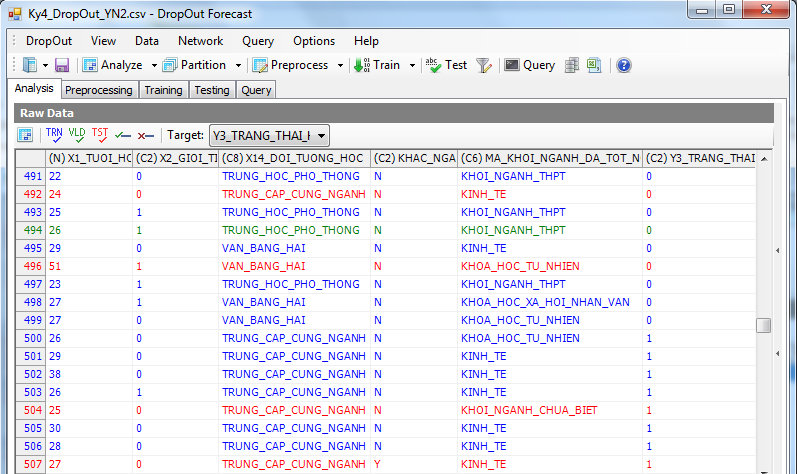 Ky4_DropOut_YN2.csv - DropOut Forecast
DropOut View Data Network Query Options Help
Analyze Partition Preprocess Train abc Test Query
Analysis Preprocessing Training Testing Query
Raw Data
TRN VLD TST Target: Y3_TRANG_THAI_H
(N) X1_TUOI_HO (C2) X2_GIOI_TI (C8) X14_DOI_TUONG_HOC (C2) KHAC_NGA (C6) MA_KHOI_NGANH_DA_TOT_N (C2) Y3_TRANG_THAI
491 22 0 TRUNG_HOC_PHO_THONG N KHOI_NGANH_THPT 0
492 24 0 TRUNG_CAP_CUNG_NGANH N KINH_TE 0
493 25 1 TRUNG_HOC_PHO_THONG N KHOI_NGANH_THPT 0
494 26 1 TRUNG_HOC_PHO_THONG N KHOI_NGANH_THPT 0
495 29 0 VAN_BANG_HAI N KINH_TE 0
496 51 1 VAN_BANG_HAI N KHOA_HOC_TU_NHIEN 0
497 23 1 TRUNG_HOC_PHO_THONG N KHOI_NGANH_THPT 0
498 27 1 VAN_BANG_HAI N KHOA_HOC_XA_HOI_NHAN_VAN 0
499 27 0 VAN_BANG_HAI N KHOA_HOC_TU_NHIEN 0
500 26 0 TRUNG_CAP_CUNG_NGANH N KHOA_HOC_TU_NHIEN 1
501 29 0 TRUNG_CAP_CUNG_NGANH N KINH_TE 1
502 38 0 TRUNG_CAP_CUNG_NGANH N KINH_TE 1
503 26 1 TRUNG_CAP_CUNG_NGANH N KINH_TE 1
504 25 0 TRUNG_CAP_CUNG_NGANH N KHOI_NGANH_CHUA_BIET 1
505 30 0 TRUNG_CAP_CUNG_NGANH N KINH_TE 1
506 28 0 TRUNG_CAP_CUNG_NGANH N KINH_TE 1
507 27 0 TRUNG_CAP_CUNG_NGANH Y KINH_TE 1